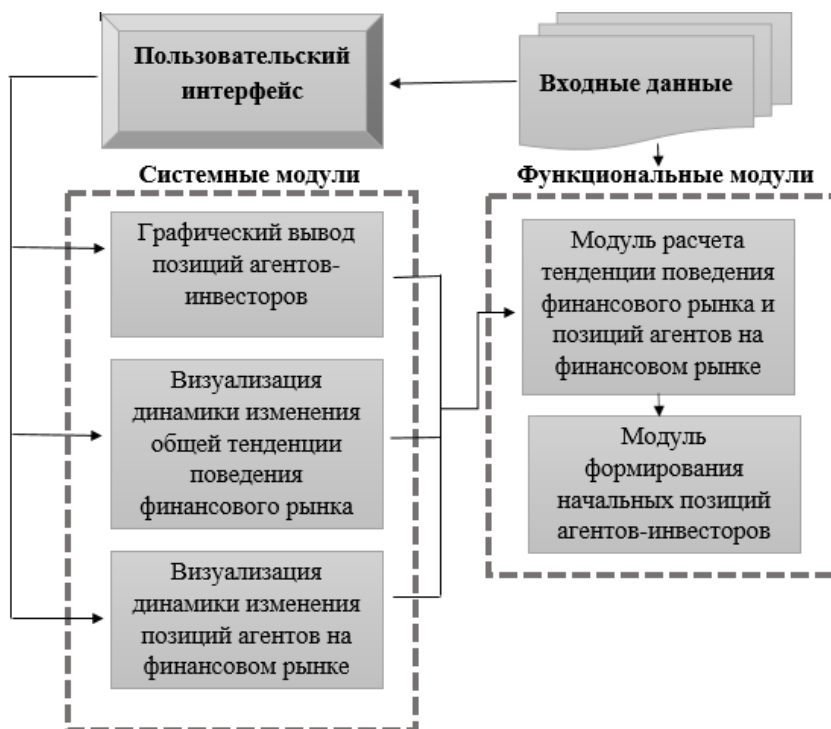 Пользовательский
интерфейс
Входные данные
Системные модули
Функциональные модули
Графический вывод
позиций агентов-
инвесторов
Визуализация
динамики изменения
общей тенденции
поведения
финансового рынка
Визуализация
динамики изменения
позиций агентов на
финансовом рынке
Модуль расчета
тенденции поведения
финансового рынка и
позиций агентов на
финансовом рынке
Модуль
формирования
начальных позиций
агентов-инвесторов